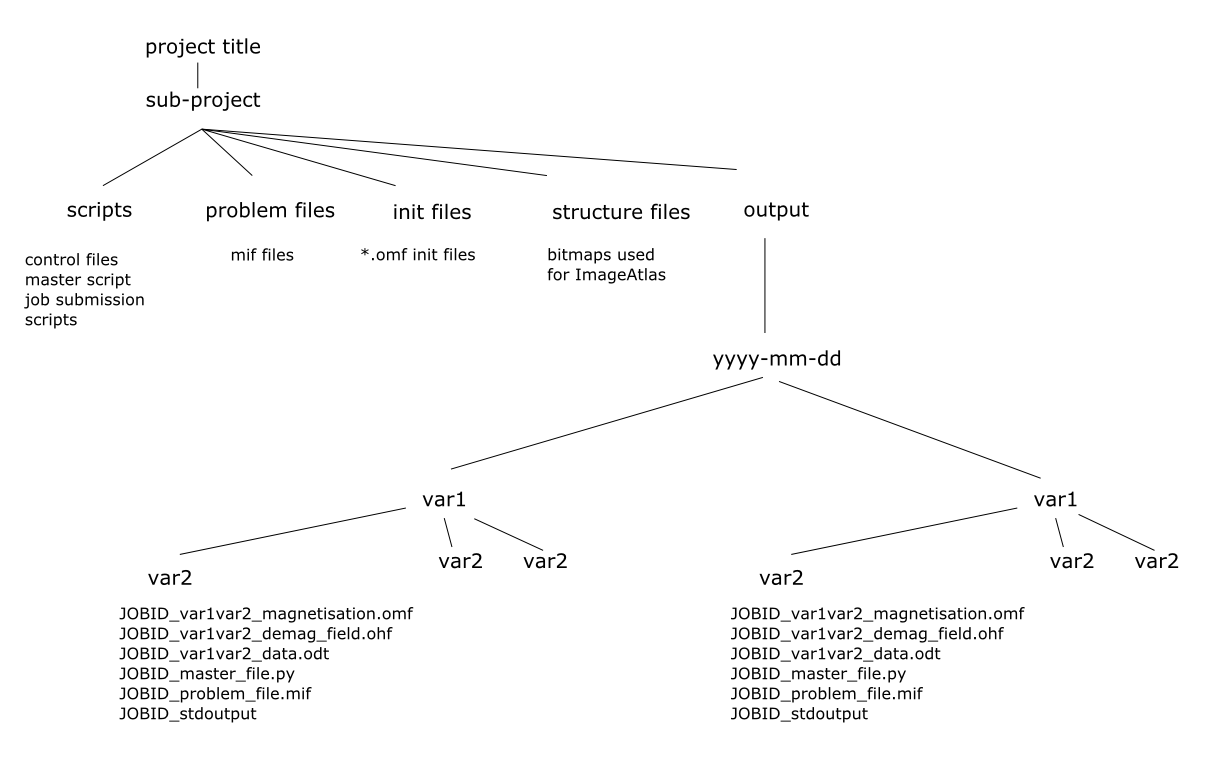 project title
sub-project
scripts
problem files
init files
structure files
output
control files
master script
job submission
scripts
mif files
*.omf init files
bitmaps used
for ImageAtlas
yyyy-mm-dd
var1
var1
var2
var2
var2
var2
var2
var2
JOBID_var1var2_magnetisation.omf
JOBID_var1var2_demag_field.ohf
JOBID_var1var2_data.odt
JOBID_master_file.py
JOBID_problem_file.mif
JOBID_stdoutput
JOBID_var1var2_magnetisation.omf
JOBID_var1var2_demag_field.ohf
JOBID_var1var2_data.odt
JOBID_master_file.py
JOBID_problem_file.mif
JOBID_stdoutput